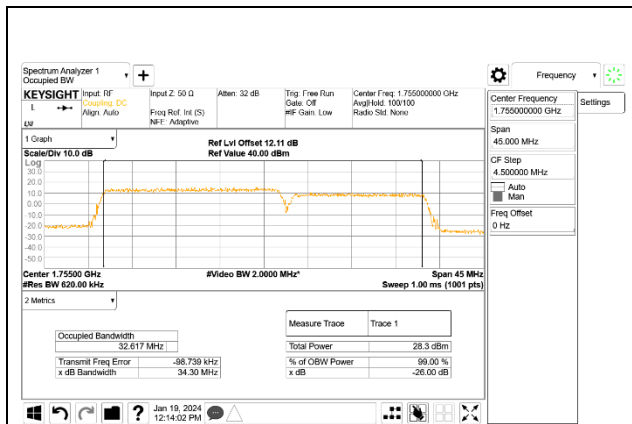 Spectrum Analyzer 1
Occupied BW
+
Frequency
KEYSIGHT
Input: RF
Coupling: DC
Align: Auto
Input Z: 50 Ω
Freq Ref: Int (S)
NFE: Adaptive
Atten: 32 dB
Trig: Free Run
Gate: Off
#IF Gain: Low
Center Freq: 1.755000000 GHz
Avg|Hold: 100/100
Radio Std: None
Center Frequency
1.755000000 GHz
Settings
Span
45.000 MHz
CF Step
4.500000 MHz
Auto
Man
Freq Offset
0 Hz
1 Graph
Scale/Div 10.0 dB
Ref Lvl Offset 12.11 dB
Ref Value 40.00 dBm
Log
30.0
20.0
10.0
0.00
-10.0
-20.0
-30.0
-40.0
-50.0
Center 1.75500 GHz
#Video BW 2.0000 MHz*
Span 45 MHz
#Res BW 620.00 kHz
Sweep 1.00 ms (1001 pts)
2 Metrics
Occupied Bandwidth
32.617 MHz
Transmit Freq Error -98.739 kHz
x dB Bandwidth 34.30 MHz
Measure Trace Trace 1
Total Power 28.3 dBm
% of OBW Power 99.00 %
x dB -26.00 dB
?
Jan 19, 2024
12:14:02 PM